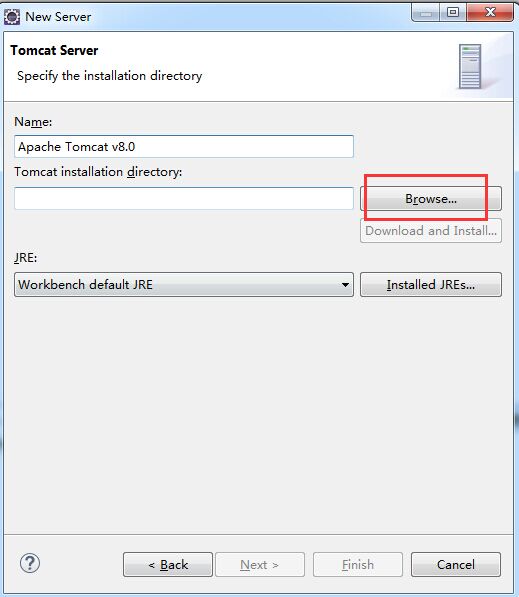 New Server
Tomcat Server
Specify the installation directory
Name:
Apache Tomcat v8.0
Tomcat installation directory:
Browse...
Download and Install...
JRE:
Workbench default JRE
Installed JREs...
?
< Back
Next >
Finish
Cancel